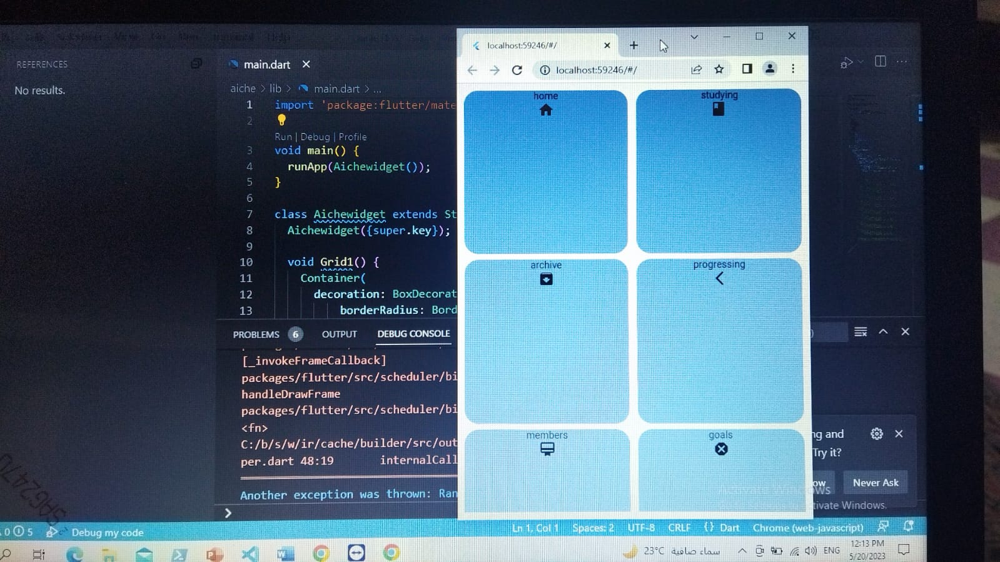 REFERENCES
No results.
main.dart
aiche > lib > main.dart > ...
1 import 'package:flutter/mate
2
Run | Debug | Profile
3 void main() {
4 runApp(Aichewidget());
5 }
6
7 class Aichewidget extends St
8 Aichewidget({super.key});
9
10 void Grid1() {
11 Container(
12 decoration: BoxDecorat
13 borderRadius: Bord
PROBLEMS 6 OUTPUT DEBUG CONSOLE
[_invokeFrameCallback]
packages/flutter/src/scheduler/bi
handleDrawFrame
packages/flutter/src/scheduler/bi
<fn>
C:/b/s/w/ir/cache/builder/src/out
per.dart 48:19 internalCall
Another exception was thrown: Ran
localhost:59246/#/
localhost:59246/#/
home studying
archive progressing
members goals
ng and
Try it?
ow Never Ask
Activate Windows
tivate Windows.
0 5 Debug my code Ln 1, Col 1 Spaces: 2 UTF-8 CRLF {} Dart Chrome (web-javascript)
23°C سماء صافية ENG 12:13 PM
5/20/2023